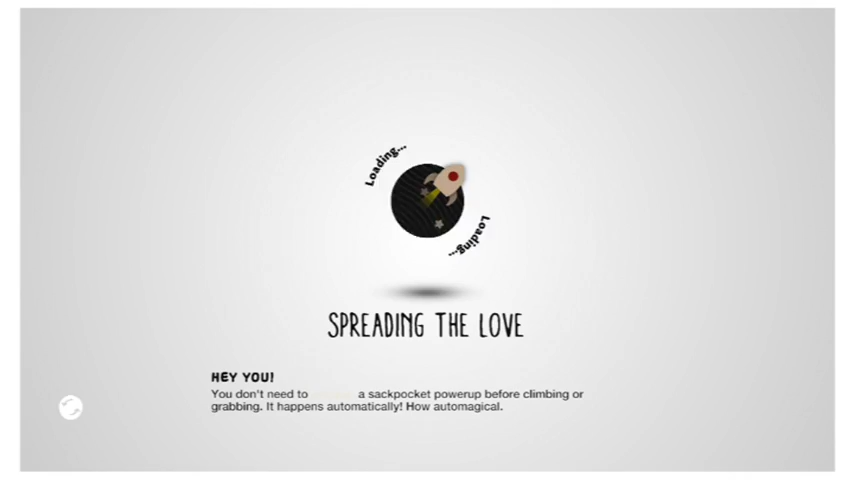 Loading...
Loading...
SPREADING THE LOVE
HEY YOU!
You don't need to a sackpocket powerup before climbing or
grabbing. It happens automatically! How automagical.